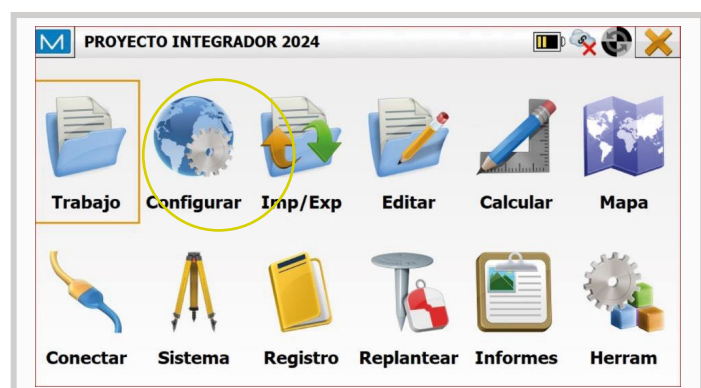 PROYECTO INTEGRADOR 2024
Trabajo Configurar Imp/Exp Editar Calcular Mapa
Conectar Sistema Registro Replantear Informes Herram